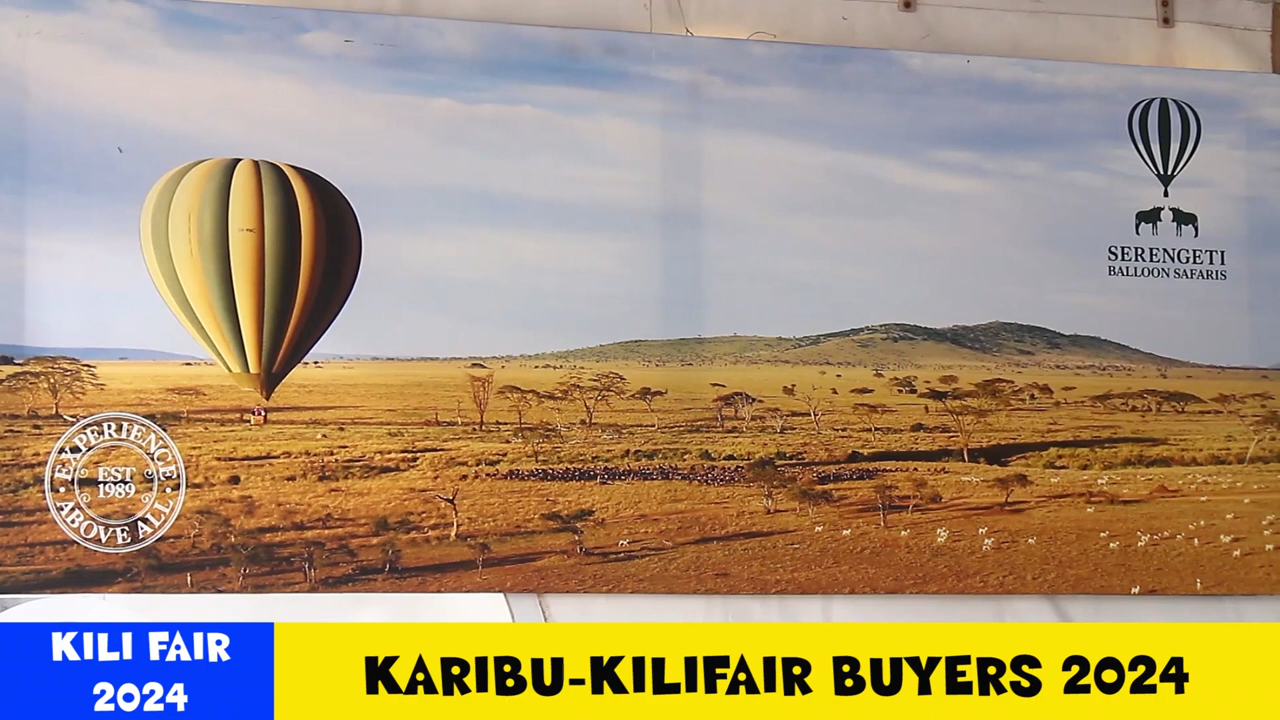 SERENGETI
BALLOON SAFARIS
EXPERIENCE
EST
1989
ABOVE ALL
KILI FAIR
2024
KARIBU-KILIFAIR BUYERS 2024